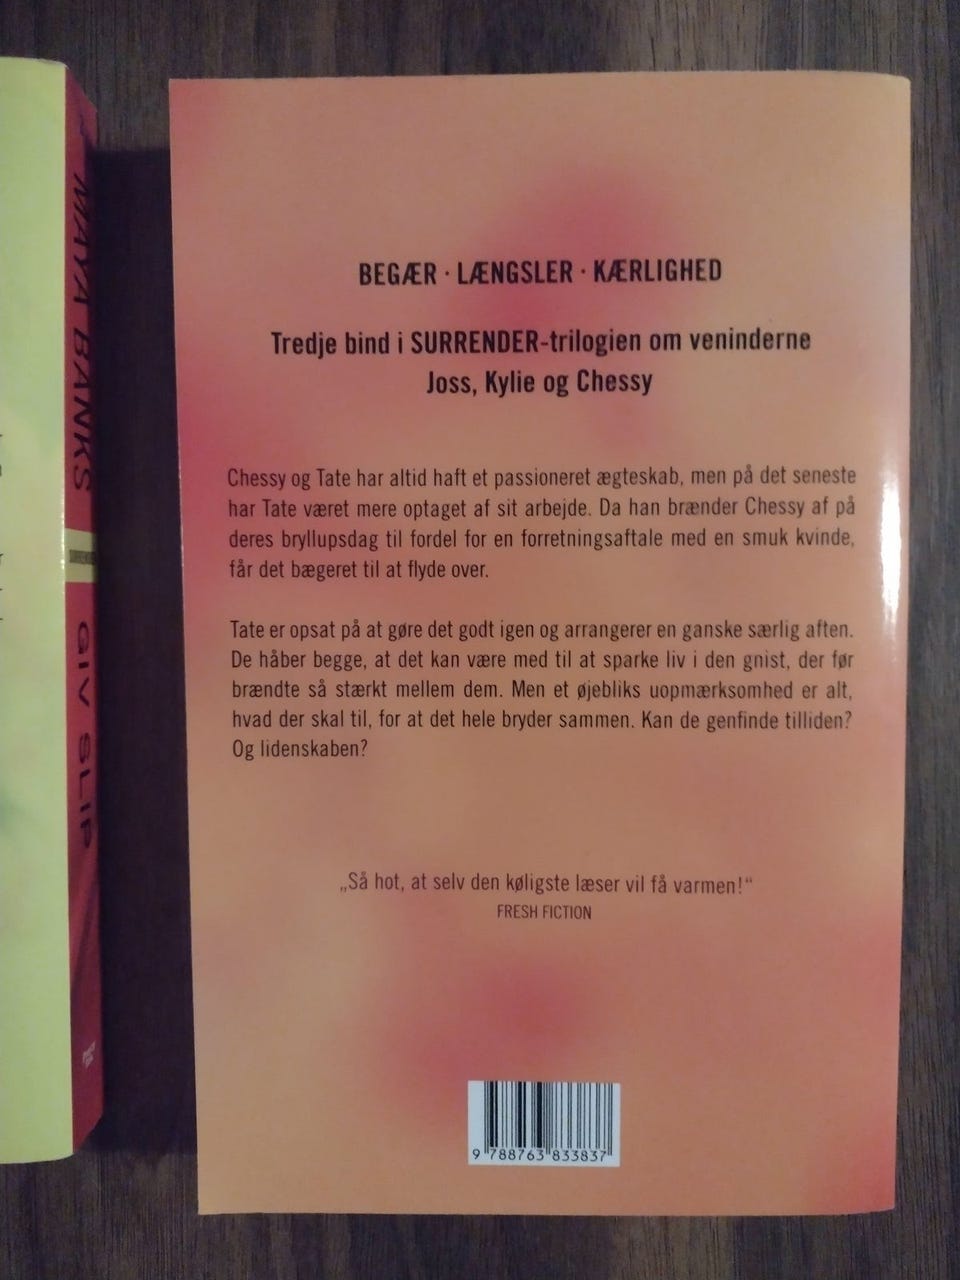 MAYA BANKS
SURRENDER
GIV SLIP
BEGÆR · LÆNGSLER · KÆRLIGHED
Tredje bind i SURRENDER-trilogien om veninderne
Joss, Kylie og Chessy
Chessy og Tate har altid haft et passioneret ægteskab, men på det seneste
har Tate været mere optaget af sit arbejde. Da han brænder Chessy af på
deres bryllupsdag til fordel for en forretningsaftale med en smuk kvinde,
får det bægeret til at flyde over.
Tate er opsat på at gøre det godt igen og arrangerer en ganske særlig aften.
De håber begge, at det kan være med til at sparke liv i den gnist, der før
brændte så stærkt mellem dem. Men et øjebliks uopmærksomhed er alt,
hvad der skal til, for at det hele bryder sammen. Kan de genfinde tilliden?
Og lidenskaben?
„Så hot, at selv den køligste læser vil få varmen!“
FRESH FICTION
9 788763 833837